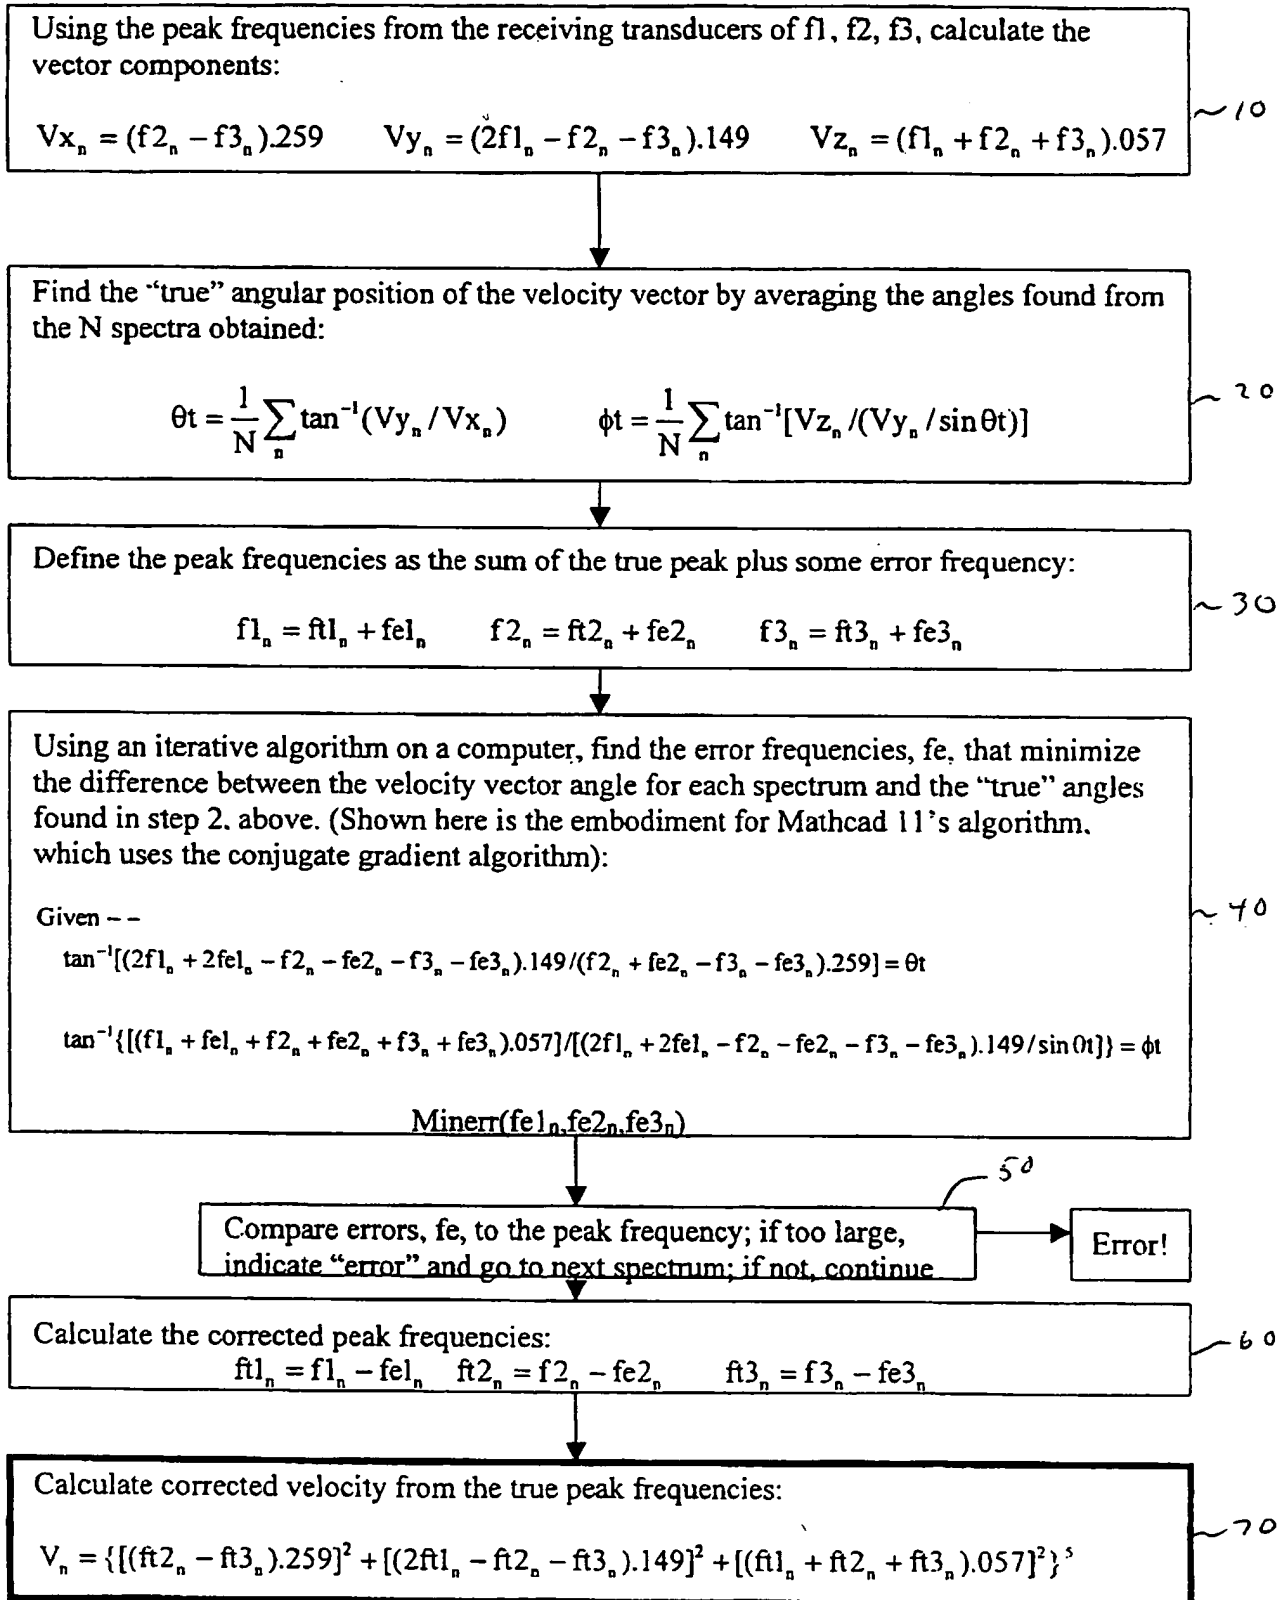 Using the peak frequencies from the receiving transducers of f1, f2, f3, calculate the
vector components:
Vxₙ = (f2ₙ − f3ₙ).259 Vyₙ = (2f1ₙ − f2ₙ − f3ₙ).149 Vzₙ = (f1ₙ + f2ₙ + f3ₙ).057
~10
Find the “true” angular position of the velocity vector by averaging the angles found from
the N spectra obtained:
θt = 1/N ∑ₙ tan⁻¹(Vyₙ/Vxₙ) ϕt = 1/N ∑ₙ tan⁻¹[Vzₙ/(Vyₙ/sin θt)]
~20
Define the peak frequencies as the sum of the true peak plus some error frequency:
f1ₙ = ft1ₙ + fe1ₙ f2ₙ = ft2ₙ + fe2ₙ f3ₙ = ft3ₙ + fe3ₙ
~30
Using an iterative algorithm on a computer, find the error frequencies, fe, that minimize
the difference between the velocity vector angle for each spectrum and the “true” angles
found in step 2. above. (Shown here is the embodiment for Mathcad 11’s algorithm.
which uses the conjugate gradient algorithm):
Given − −
tan⁻¹[(2f1ₙ + 2fe1ₙ − f2ₙ − fe2ₙ − f3ₙ − fe3ₙ).149/(f2ₙ + fe2ₙ − f3ₙ − fe3ₙ).259] = θt
tan⁻¹{[(f1ₙ + fe1ₙ + f2ₙ + fe2ₙ + f3ₙ + fe3ₙ).057]/[(2f1ₙ + 2fe1ₙ − f2ₙ − fe2ₙ − f3ₙ − fe3ₙ).149/sin θt]} = ϕt
Minerr(fe1ₙ,fe2ₙ,fe3ₙ)
~40
50
Compare errors, fe, to the peak frequency; if too large,
indicate “error” and go to next spectrum; if not, continue
Error!
Calculate the corrected peak frequencies:
ft1ₙ = f1ₙ − fe1ₙ ft2ₙ = f2ₙ − fe2ₙ ft3ₙ = f3ₙ − fe3ₙ
60
Calculate corrected velocity from the true peak frequencies:
Vₙ = {[(ft2ₙ − ft3ₙ).259]² + [(2ft1ₙ − ft2ₙ − ft3ₙ).149]² + [(ft1ₙ + ft2ₙ + ft3ₙ).057]²}⁵
~70